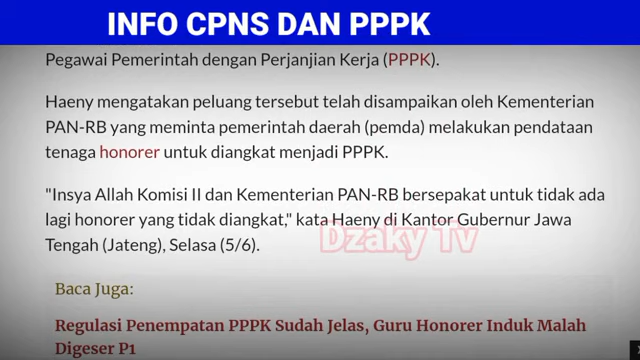 INFO CPNS DAN PPPK
Pegawai Pemerintah dengan Perjanjian Kerja (PPPK).
Haeny mengatakan peluang tersebut telah disampaikan oleh Kementerian
PAN-RB yang meminta pemerintah daerah (pemda) melakukan pendataan
tenaga honorer untuk diangkat menjadi PPPK.
"Insya Allah Komisi II dan Kementerian PAN-RB bersepakat untuk tidak ada
lagi honorer yang tidak diangkat," kata Haeny di Kantor Gubernur Jawa
Tengah (Jateng), Selasa (5/6).
Dzaky Tv
Baca Juga:
Regulasi Penempatan PPPK Sudah Jelas, Guru Honorer Induk Malah
Digeser P1